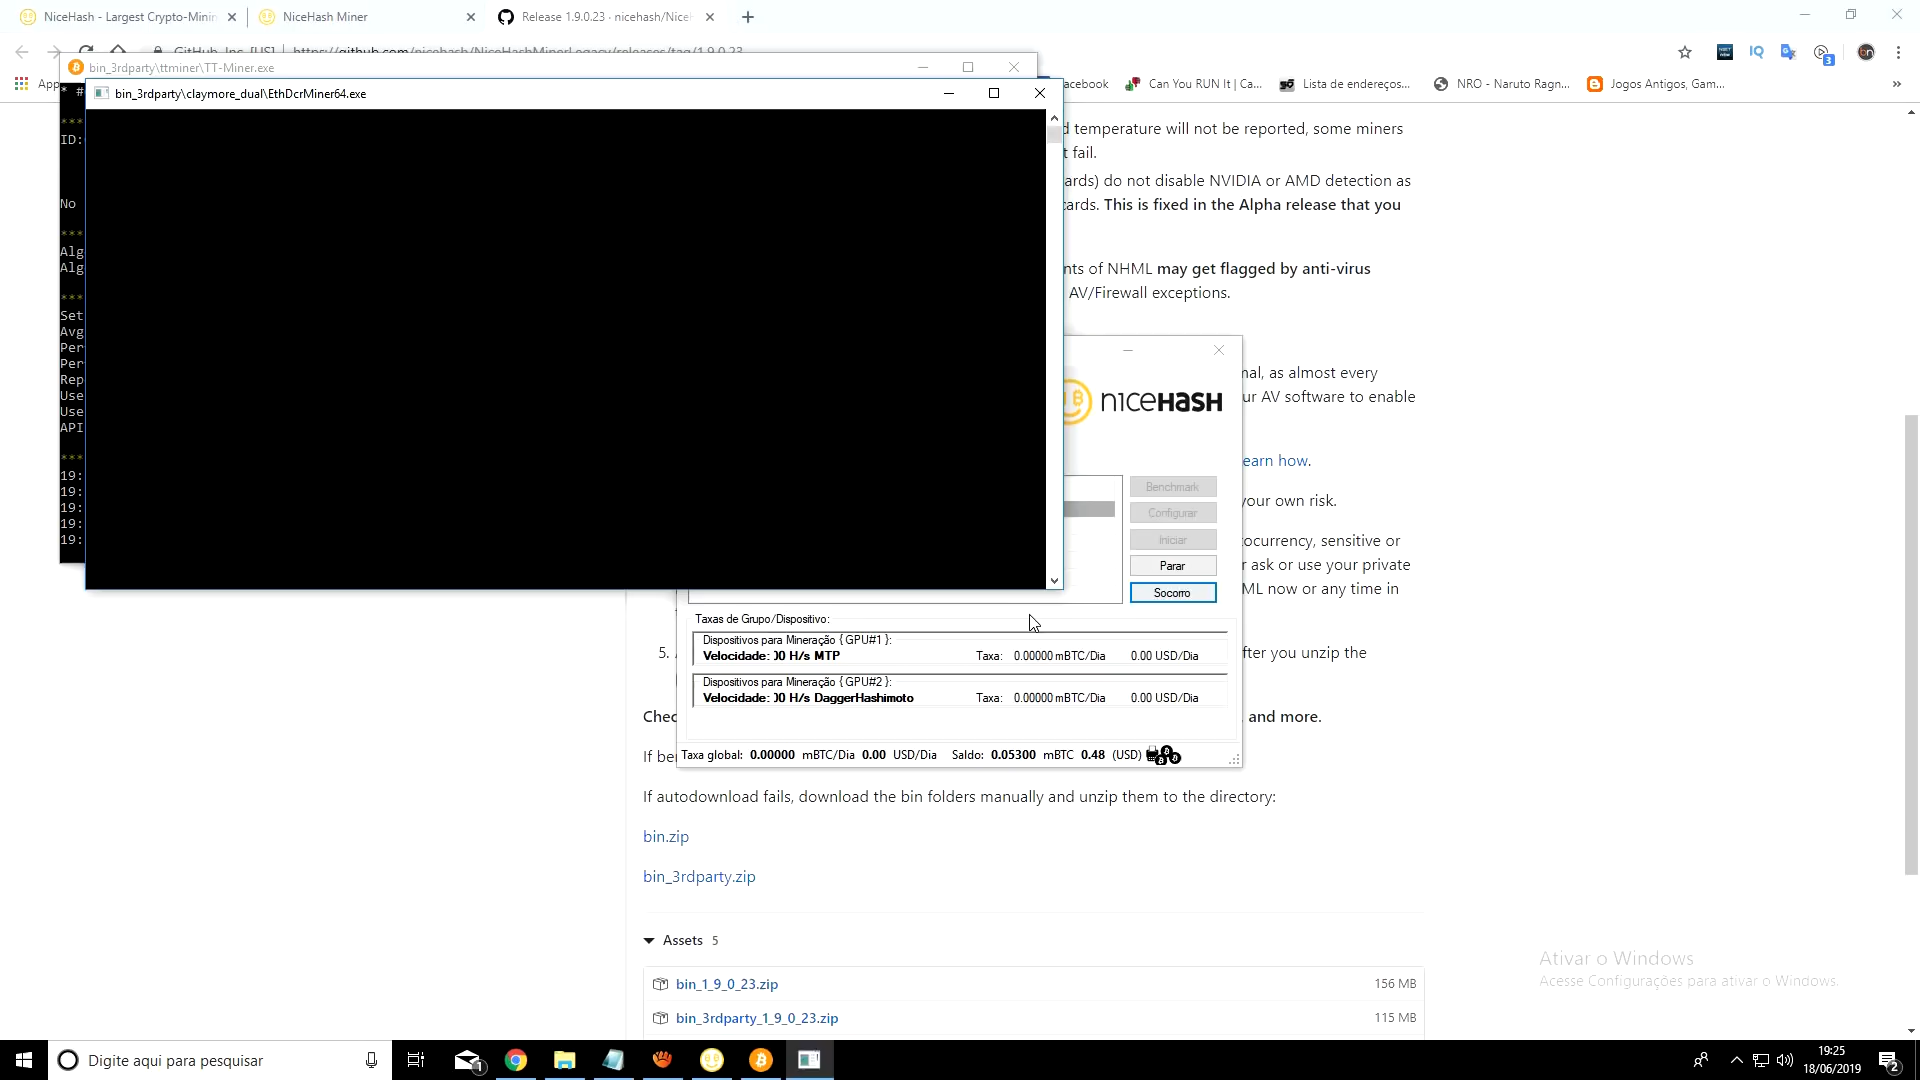 NiceHash - Largest Crypto-Minin
NiceHash Miner
Release 1.9.0.23 · nicehash/Nice
bin_3rdparty\ttminer\TT-Miner.exe
bin_3rdparty\claymore_dual\EthDcrMiner64.exe
App
acebook
Can You RUN It | Ca...
Lista de endereços...
NRO - Naruto Ragn...
Jogos Antigos, Gam...
»
* #
***
ID:
No
***
Alg
Alg
***
Set
Avg
Per
Per
Rep
Use
Use
API
***
19:
19:
19:
19:
19:
d temperature will not be reported, some miners
t fail.
ards) do not disable NVIDIA or AMD detection as
cards. This is fixed in the Alpha release that you
nts of NHML may get flagged by anti-virus
AV/Firewall exceptions.
nal, as almost every
ur AV software to enable
earn how.
your own risk.
ocurrency, sensitive or
r ask or use your private
ML now or any time in
5.
fter you unzip the
niceHASH
Benchmark
Configurar
Iniciar
Parar
Socorro
Taxas de Grupo/Dispositivo:
Dispositivos para Mineração { GPU#1 }:
Velocidade: )0 H/s MTP Taxa: 0.00000 mBTC/Dia 0.00 USD/Dia
Dispositivos para Mineração { GPU#2 }:
Velocidade: )0 H/s DaggerHashimoto Taxa: 0.00000 mBTC/Dia 0.00 USD/Dia
Taxa global: 0.00000 mBTC/Dia 0.00 USD/Dia Saldo: 0.05300 mBTC 0.48 (USD)
Chec
, and more.
If be
If autodownload fails, download the bin folders manually and unzip them to the directory:
bin.zip
bin_3rdparty.zip
Assets 5
bin_1_9_0_23.zip 156 MB
bin_3rdparty_1_9_0_23.zip 115 MB
Ativar o Windows
Acesse Configurações para ativar o Windows.
Digite aqui para pesquisar
1
19:25
18/06/2019
2